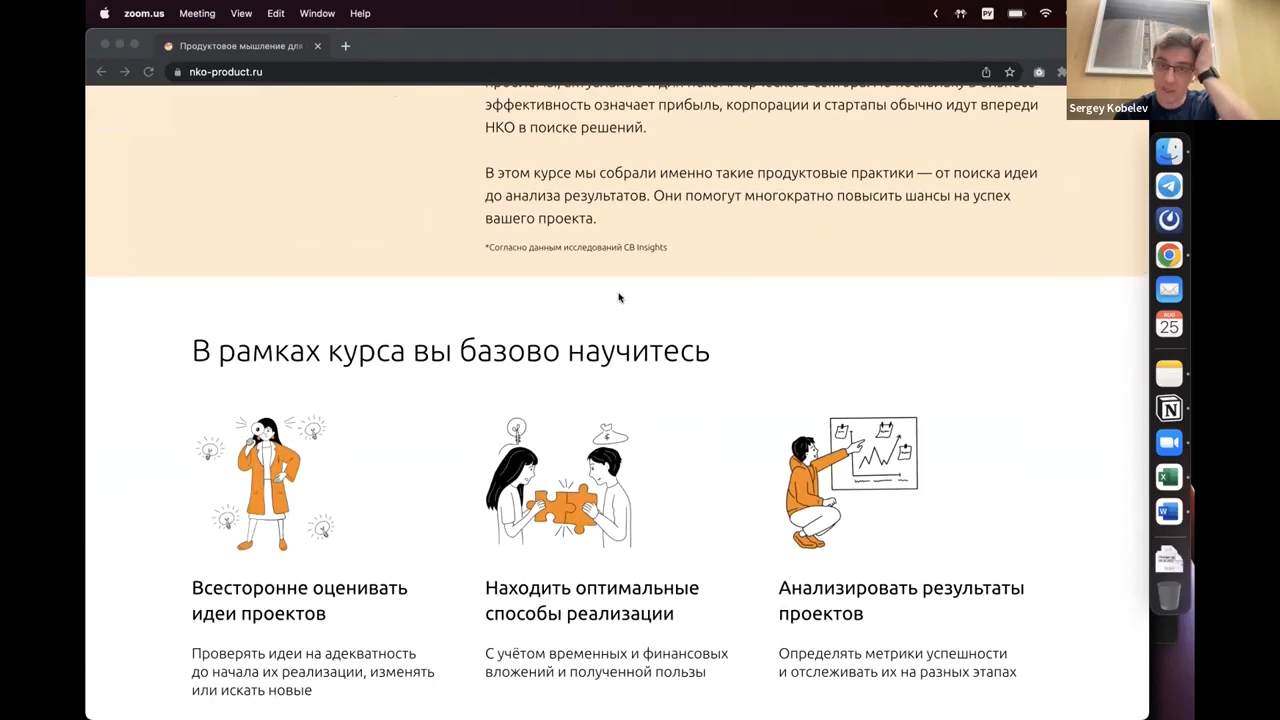 zoom.us Meeting View Edit Window Help
РУ
Продуктовое мышление для
nko-product.ru
Sergey Kobelev
эффективность означает прибыль, корпорации и стартапы обычно идут впереди
НКО в поиске решений.
В этом курсе мы собрали именно такие продуктовые практики — от поиска идеи
до анализа результатов. Они помогут многократно повысить шансы на успех
вашего проекта.
*Согласно данным исследований CB Insights
AUG
25
В рамках курса вы базово научитесь
Всесторонне оценивать
идеи проектов
Находить оптимальные
способы реализации
Анализировать результаты
проектов
Проверять идеи на адекватность
до начала их реализации, изменять
или искать новые
С учётом временных и финансовых
вложений и полученной пользы
Определять метрики успешности
и отслеживать их на разных этапах